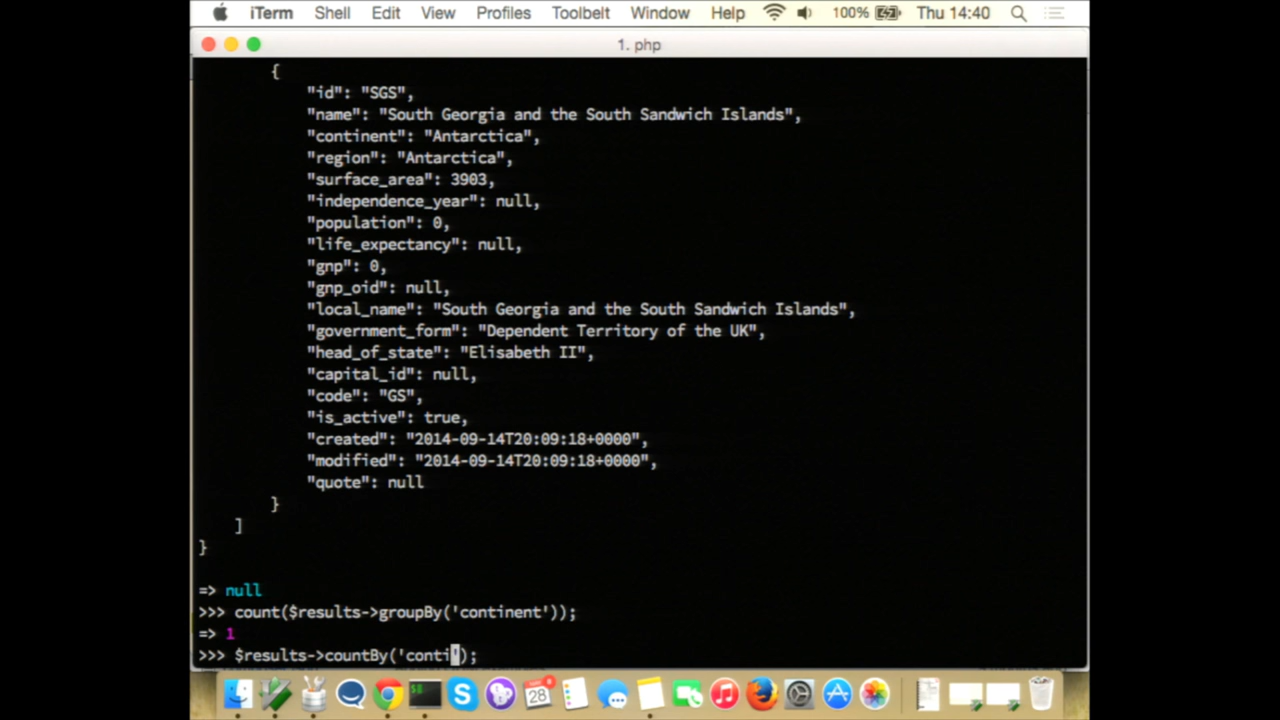 iTerm Shell Edit View Profiles Toolbelt Window Help 100% Thu 14:40
1. php
{
"id": "SGS",
"name": "South Georgia and the South Sandwich Islands",
"continent": "Antarctica",
"region": "Antarctica",
"surface_area": 3903,
"independence_year": null,
"population": 0,
"life_expectancy": null,
"gnp": 0,
"gnp_oid": null,
"local_name": "South Georgia and the South Sandwich Islands",
"government_form": "Dependent Territory of the UK",
"head_of_state": "Elisabeth II",
"capital_id": null,
"code": "GS",
"is_active": true,
"created": "2014-09-14T20:09:18+0000",
"modified": "2014-09-14T20:09:18+0000",
"quote": null
}
]
}
=> null
>>> count($results->groupBy('continent'));
=> 1
>>> $results->countBy('conti');
28